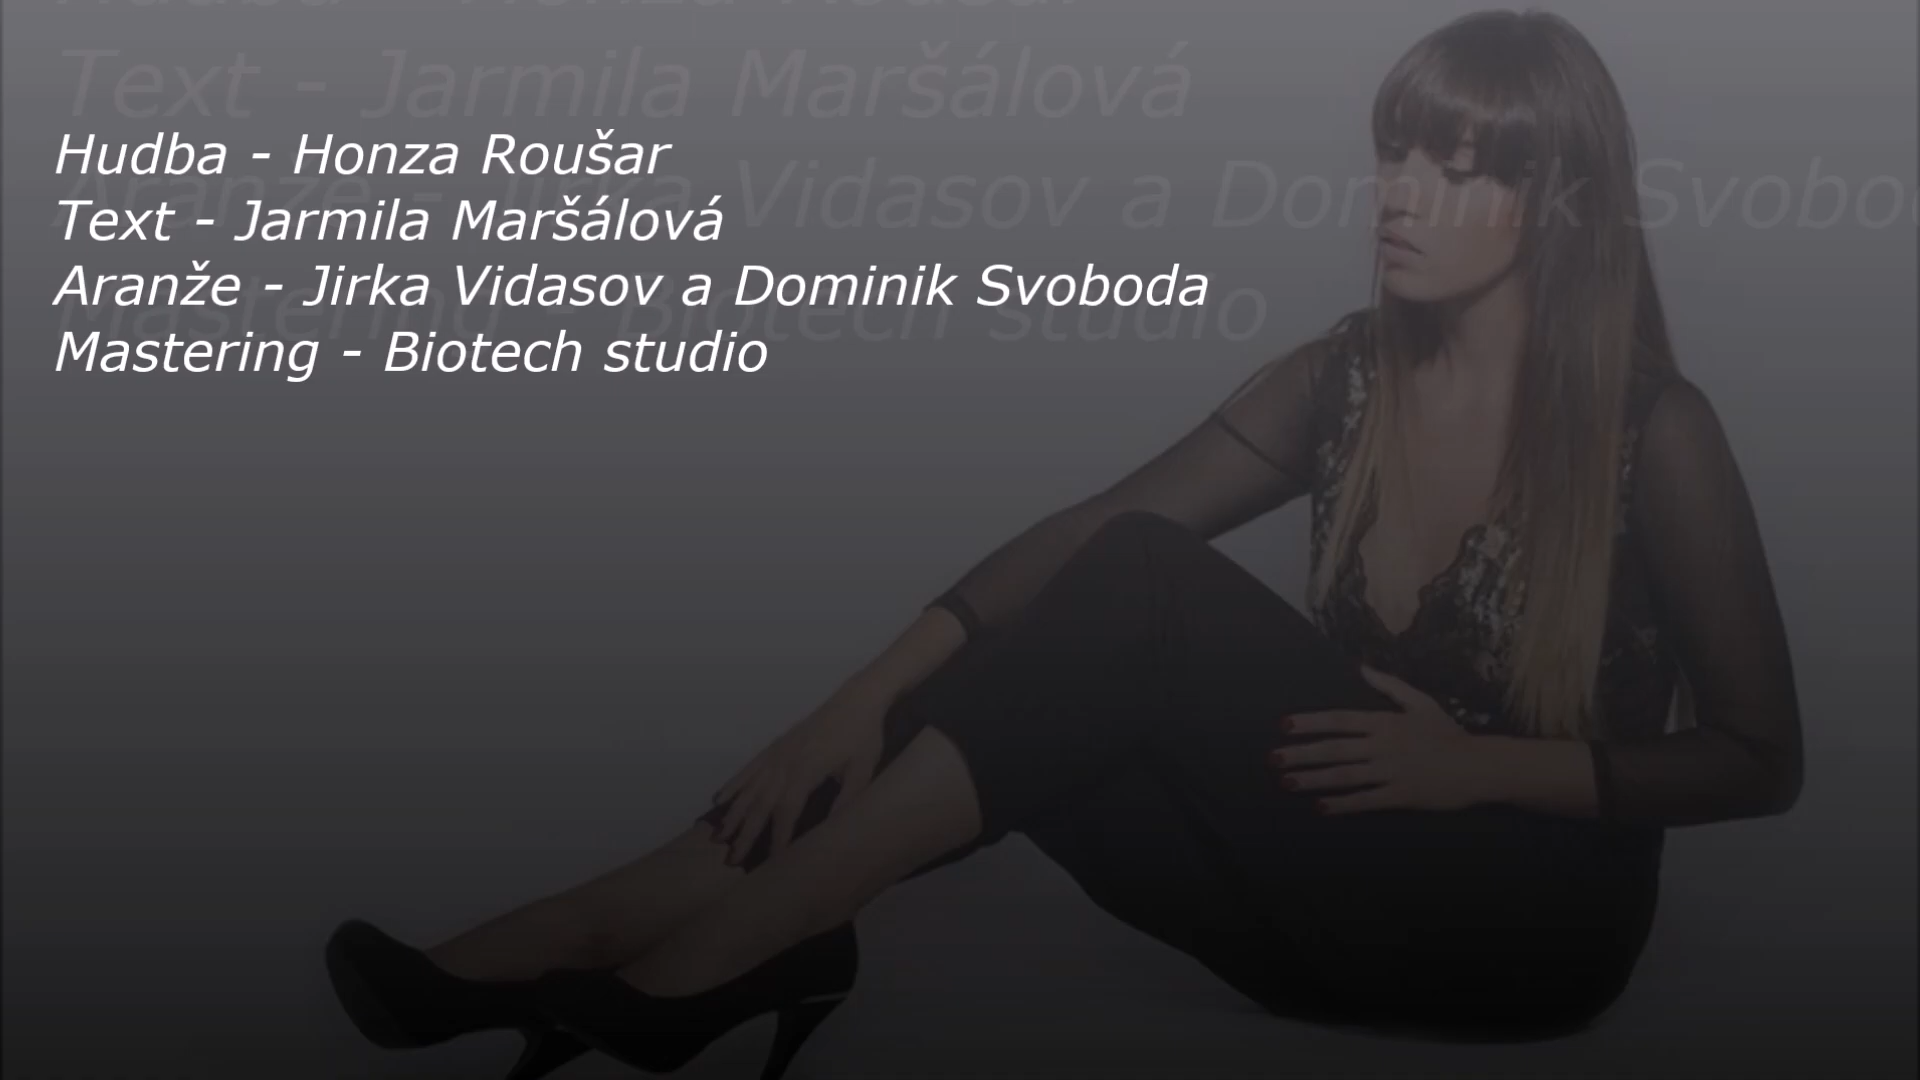 Hudba - Honza Roušar
Text - Jarmila Maršálová
Aranže - Jirka Vidasov a Dominik Svoboda
Mastering - Biotech studio